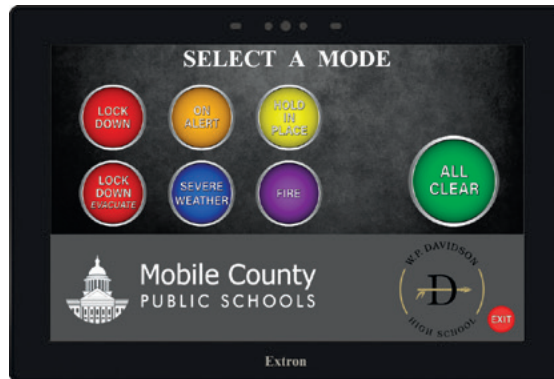 SELECT A MODE
LOCK
DOWN
ON
ALERT
HOLD
IN
PLACE
LOCK
DOWN
EVACUATE
SEVERE
WEATHER
FIRE
ALL
CLEAR
Mobile County
PUBLIC SCHOOLS
W.P. DAVIDSON
D
HIGH SCHOOL
EXIT
Extron